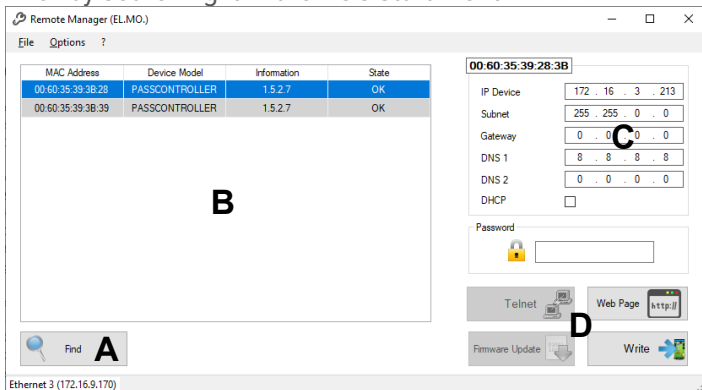 Remote Manager (EL.MO.)
File Options ?
MAC Address Device Model Information State
00:60:35:39:3B:28 PASSCONTROLLER 1.5.2.7 OK
00:60:35:39:3B:39 PASSCONTROLLER 1.5.2.7 OK
B
Find A
00:60:35:39:28:3B
IP Device 172 . 16 . 3 . 213
Subnet 255 . 255 . 0 . 0
Gateway 0 . 0 . 0 . 0
C
DNS 1 8 . 8 . 8 . 8
DNS 2 0 . 0 . 0 . 0
DHCP
Password
Telnet Web Page http://
D
Firmware Update Write
Ethernet 3 (172.16.9.170)